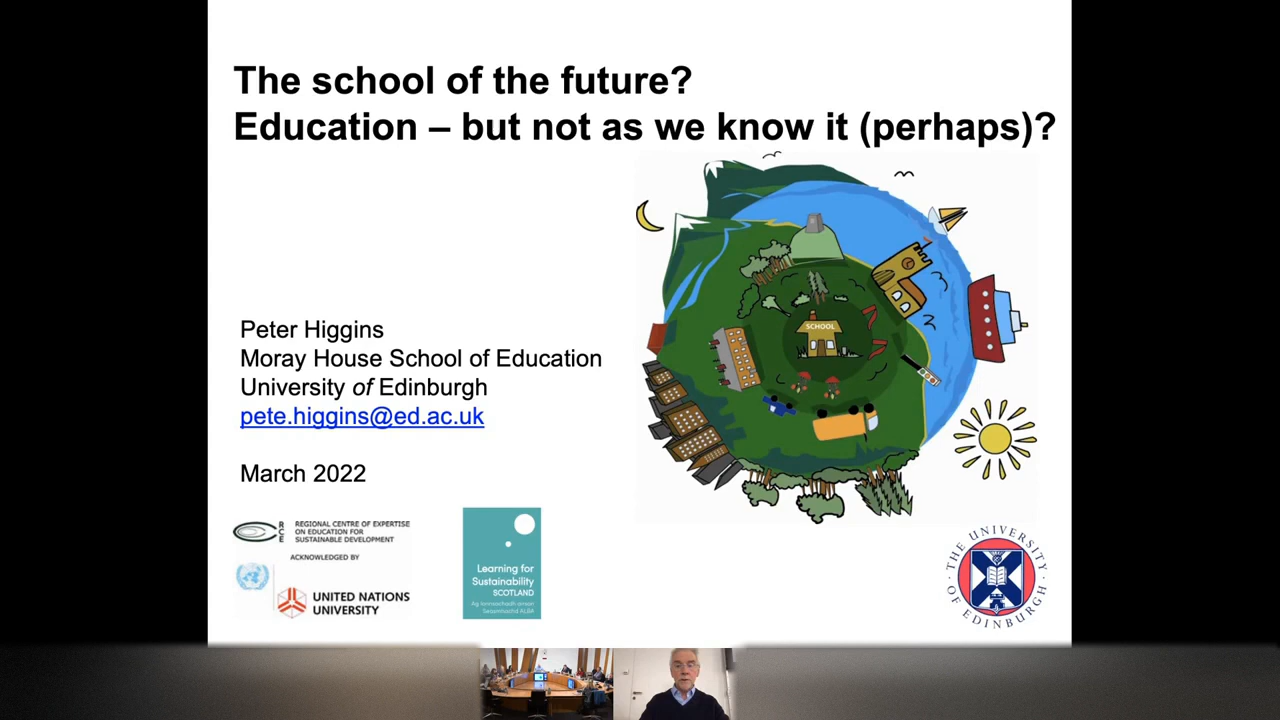 The school of the future?
Education – but not as we know it (perhaps)?
SCHOOL
Peter Higgins
Moray House School of Education
University of Edinburgh
pete.higgins@ed.ac.uk
March 2022
RCE
REGIONAL CENTRE OF EXPERTISE
ON EDUCATION FOR
SUSTAINABLE DEVELOPMENT
ACKNOWLEDGED BY
UNITED NATIONS
UNIVERSITY
Learning for
Sustainability
SCOTLAND
THE UNIVERSITY OF EDINBURGH